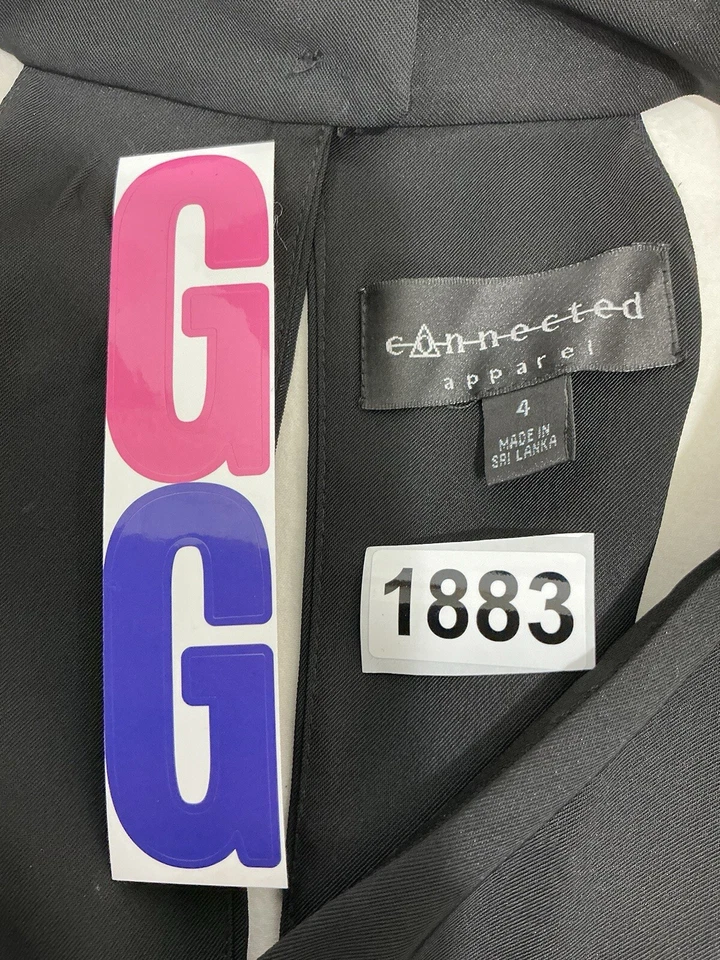 G
G
connected
apparel
4
MADE IN
SRI LANKA
1883